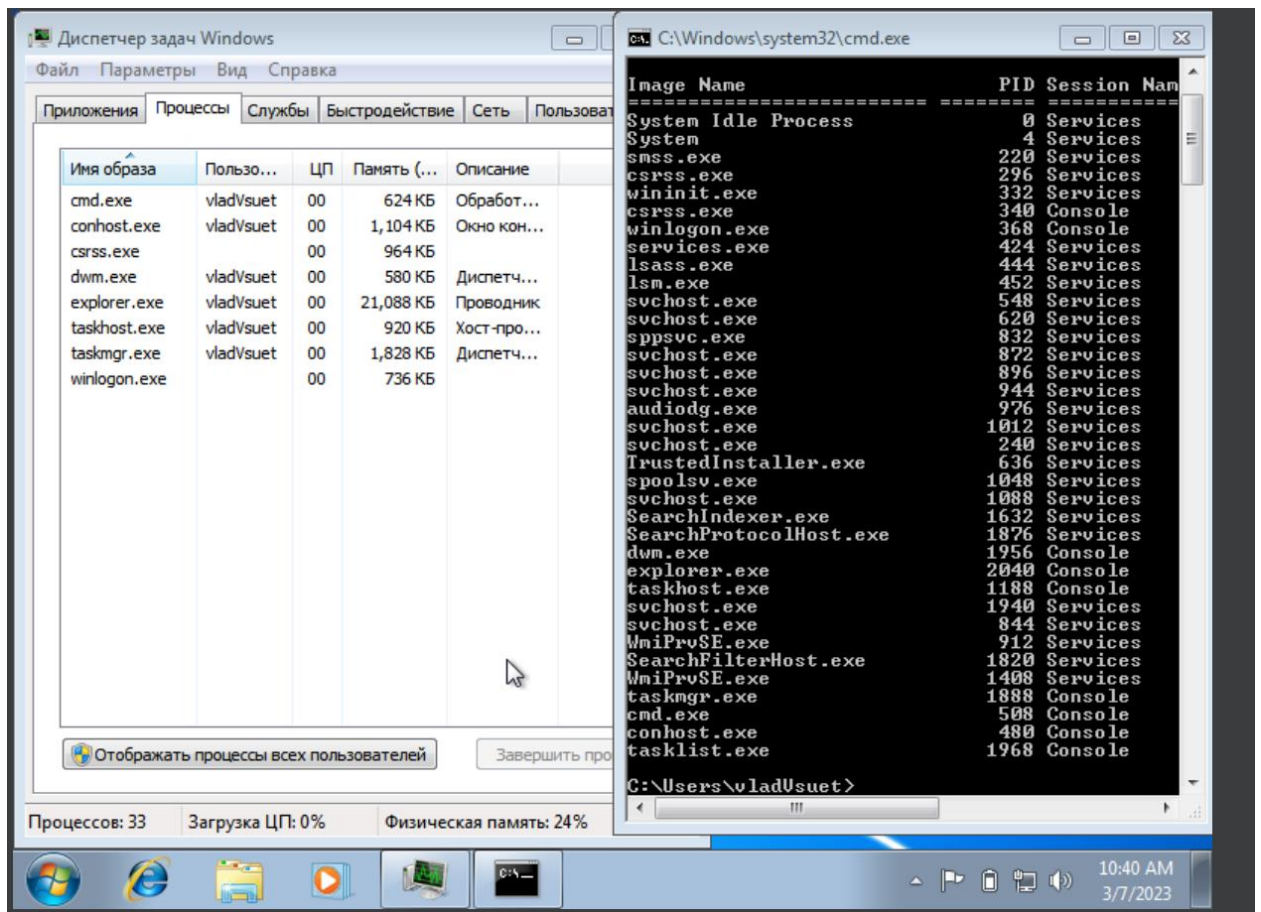 Диспетчер задач Windows
Файл Параметры Вид Справка
Приложения Процессы Службы Быстродействие Сеть Пользоват
Имя образа Пользо... ЦП Память (... Описание
cmd.exe vladVsuet 00 624 КБ Обработ...
conhost.exe vladVsuet 00 1,104 КБ Окно кон...
csrss.exe 00 964 КБ
dwm.exe vladVsuet 00 580 КБ Диспетч...
explorer.exe vladVsuet 00 21,088 КБ Проводник
taskhost.exe vladVsuet 00 920 КБ Хост-про...
taskmgr.exe vladVsuet 00 1,828 КБ Диспетч...
winlogon.exe 00 736 КБ
Отображать процессы всех пользователей Завершить про
Процессов: 33 Загрузка ЦП: 0% Физическая память: 24%
C:\Windows\system32\cmd.exe
Image Name PID Session Nam
========================= ======== ===========
System Idle Process 0 Services
System 4 Services
smss.exe 220 Services
csrss.exe 296 Services
wininit.exe 332 Services
csrss.exe 340 Console
winlogon.exe 368 Console
services.exe 424 Services
lsass.exe 444 Services
lsm.exe 452 Services
svchost.exe 548 Services
svchost.exe 620 Services
sppsvc.exe 832 Services
svchost.exe 872 Services
svchost.exe 896 Services
svchost.exe 944 Services
audiodg.exe 976 Services
svchost.exe 1012 Services
svchost.exe 240 Services
TrustedInstaller.exe 636 Services
spoolsv.exe 1048 Services
svchost.exe 1088 Services
SearchIndexer.exe 1632 Services
SearchProtocolHost.exe 1876 Services
dwm.exe 1956 Console
explorer.exe 2040 Console
taskhost.exe 1188 Console
svchost.exe 1940 Services
svchost.exe 844 Services
WmiPrvSE.exe 912 Services
SearchFilterHost.exe 1820 Services
WmiPrvSE.exe 1408 Services
taskmgr.exe 1888 Console
cmd.exe 508 Console
conhost.exe 480 Console
tasklist.exe 1968 Console
C:\Users\vladVsuet>
C:\
10:40 AM
3/7/2023